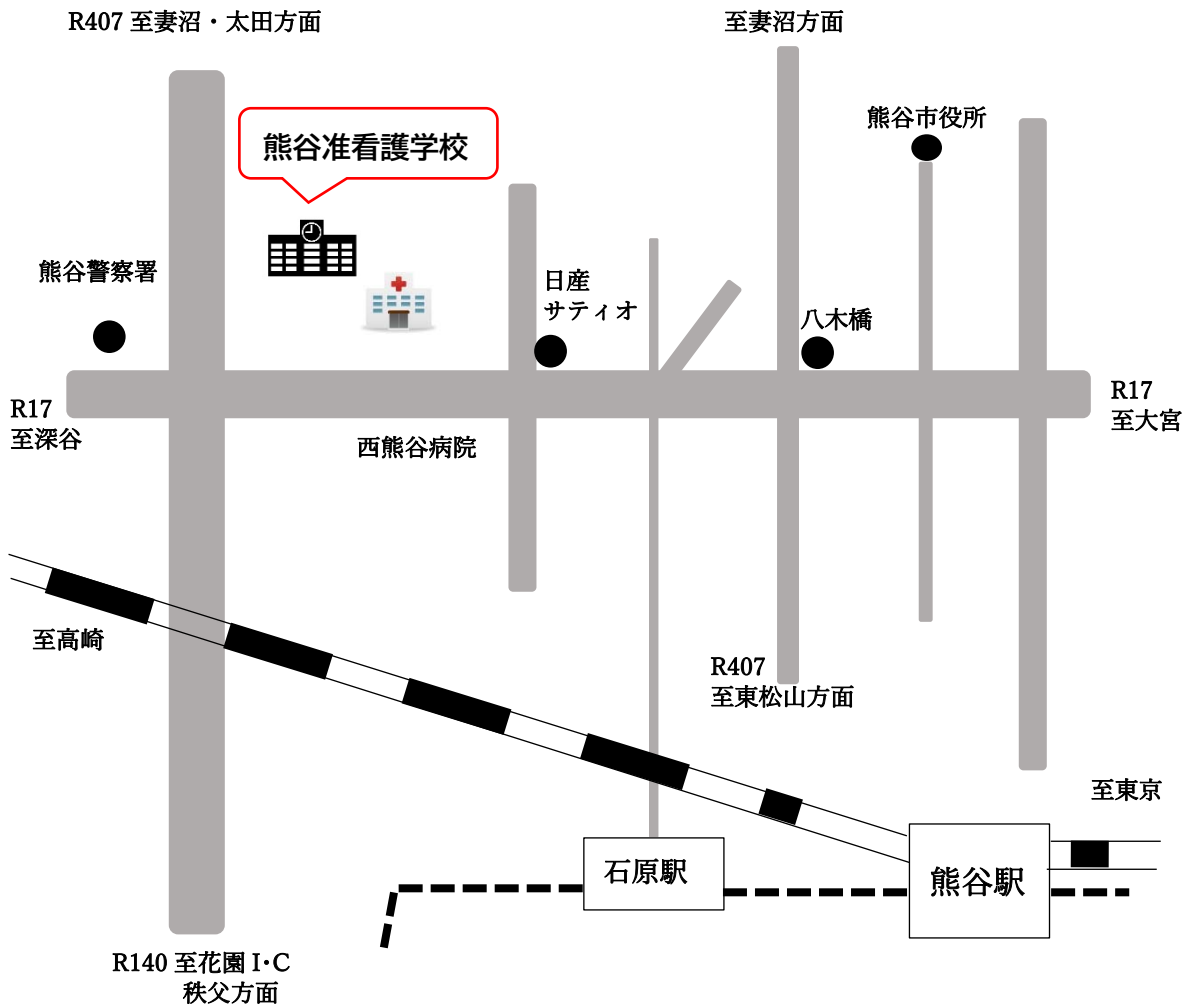 R407 至妻沼・太田方面
至妻沼方面
熊谷市役所
熊谷准看護学校
熊谷警察署
日産
サティオ
八木橋
R17
至深谷
R17
至大宮
西熊谷病院
至高崎
R407
至東松山方面
至東京
石原駅
熊谷駅
R140 至花園 I・C
秩父方面